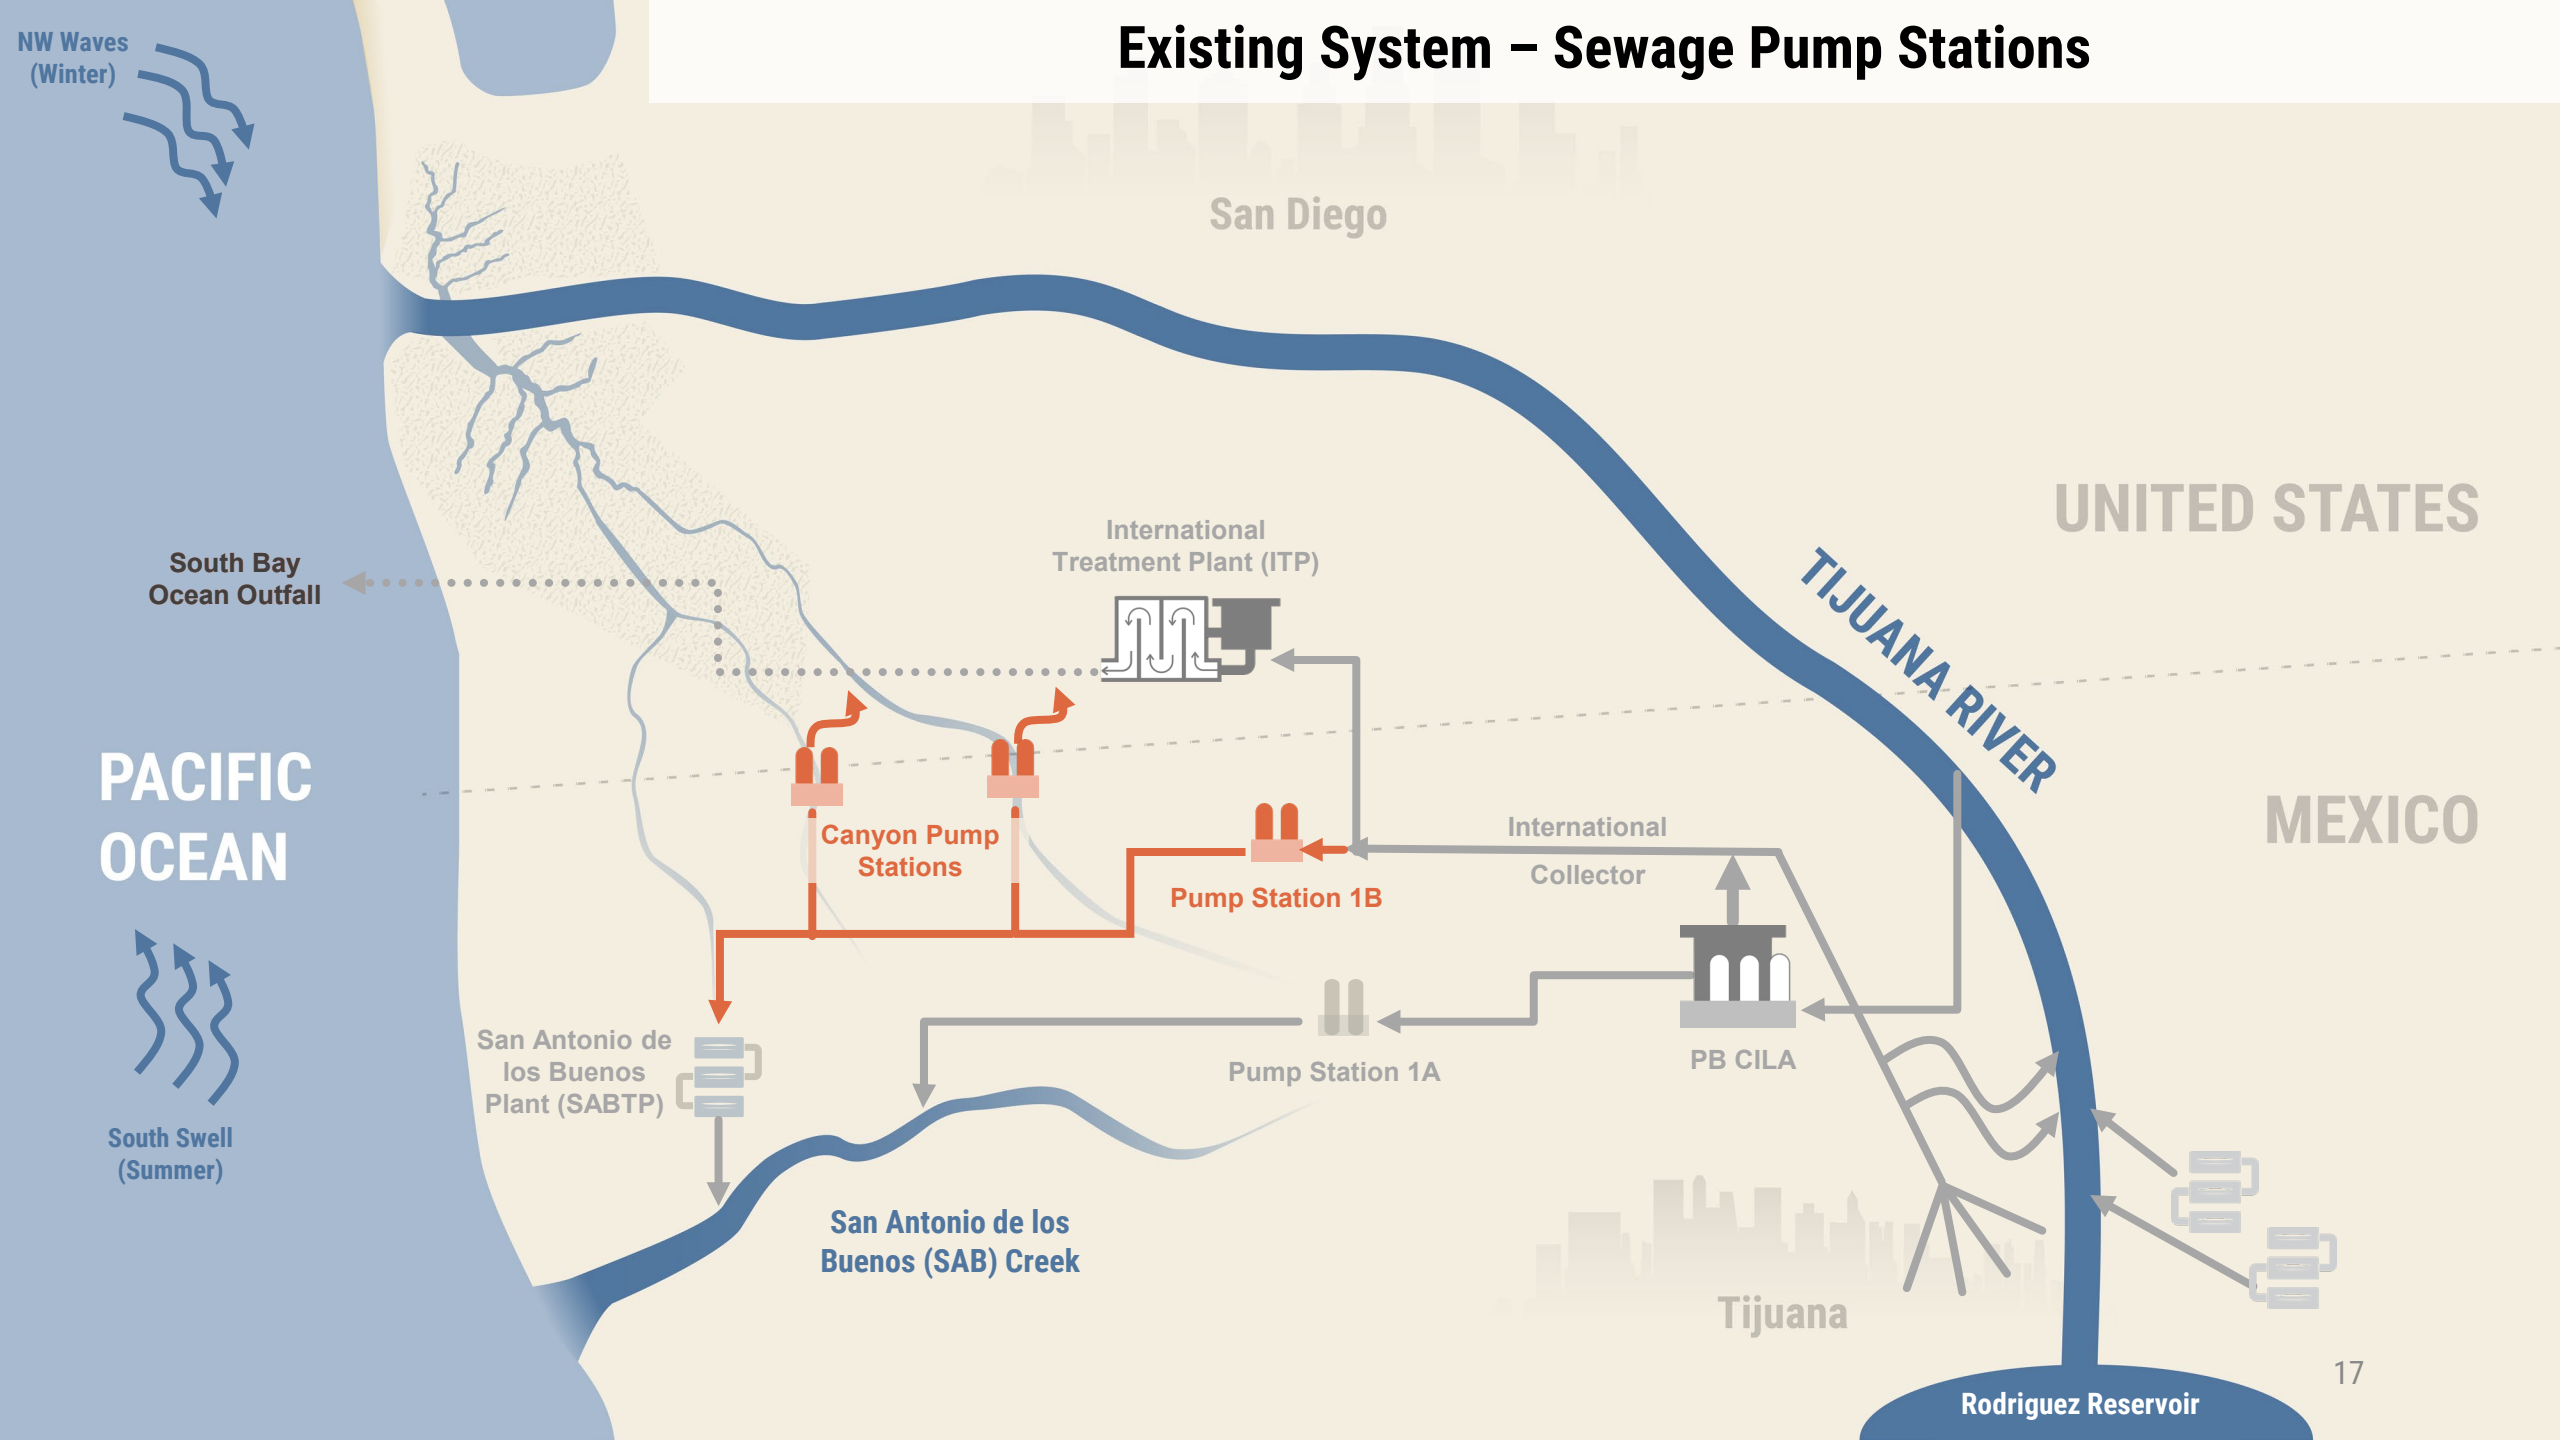 Existing System – Sewage Pump Stations
NW Waves
(Winter)
San Diego
UNITED STATES
International
Treatment Plant (ITP)
South Bay
Ocean Outfall
TIJUANA RIVER
PACIFIC
OCEAN
MEXICO
Canyon Pump
Stations
International
Collector
Pump Station 1B
San Antonio de
los Buenos
Plant (SABTP)
Pump Station 1A
PB CILA
South Swell
(Summer)
San Antonio de los
Buenos (SAB) Creek
Tijuana
17
Rodriguez Reservoir